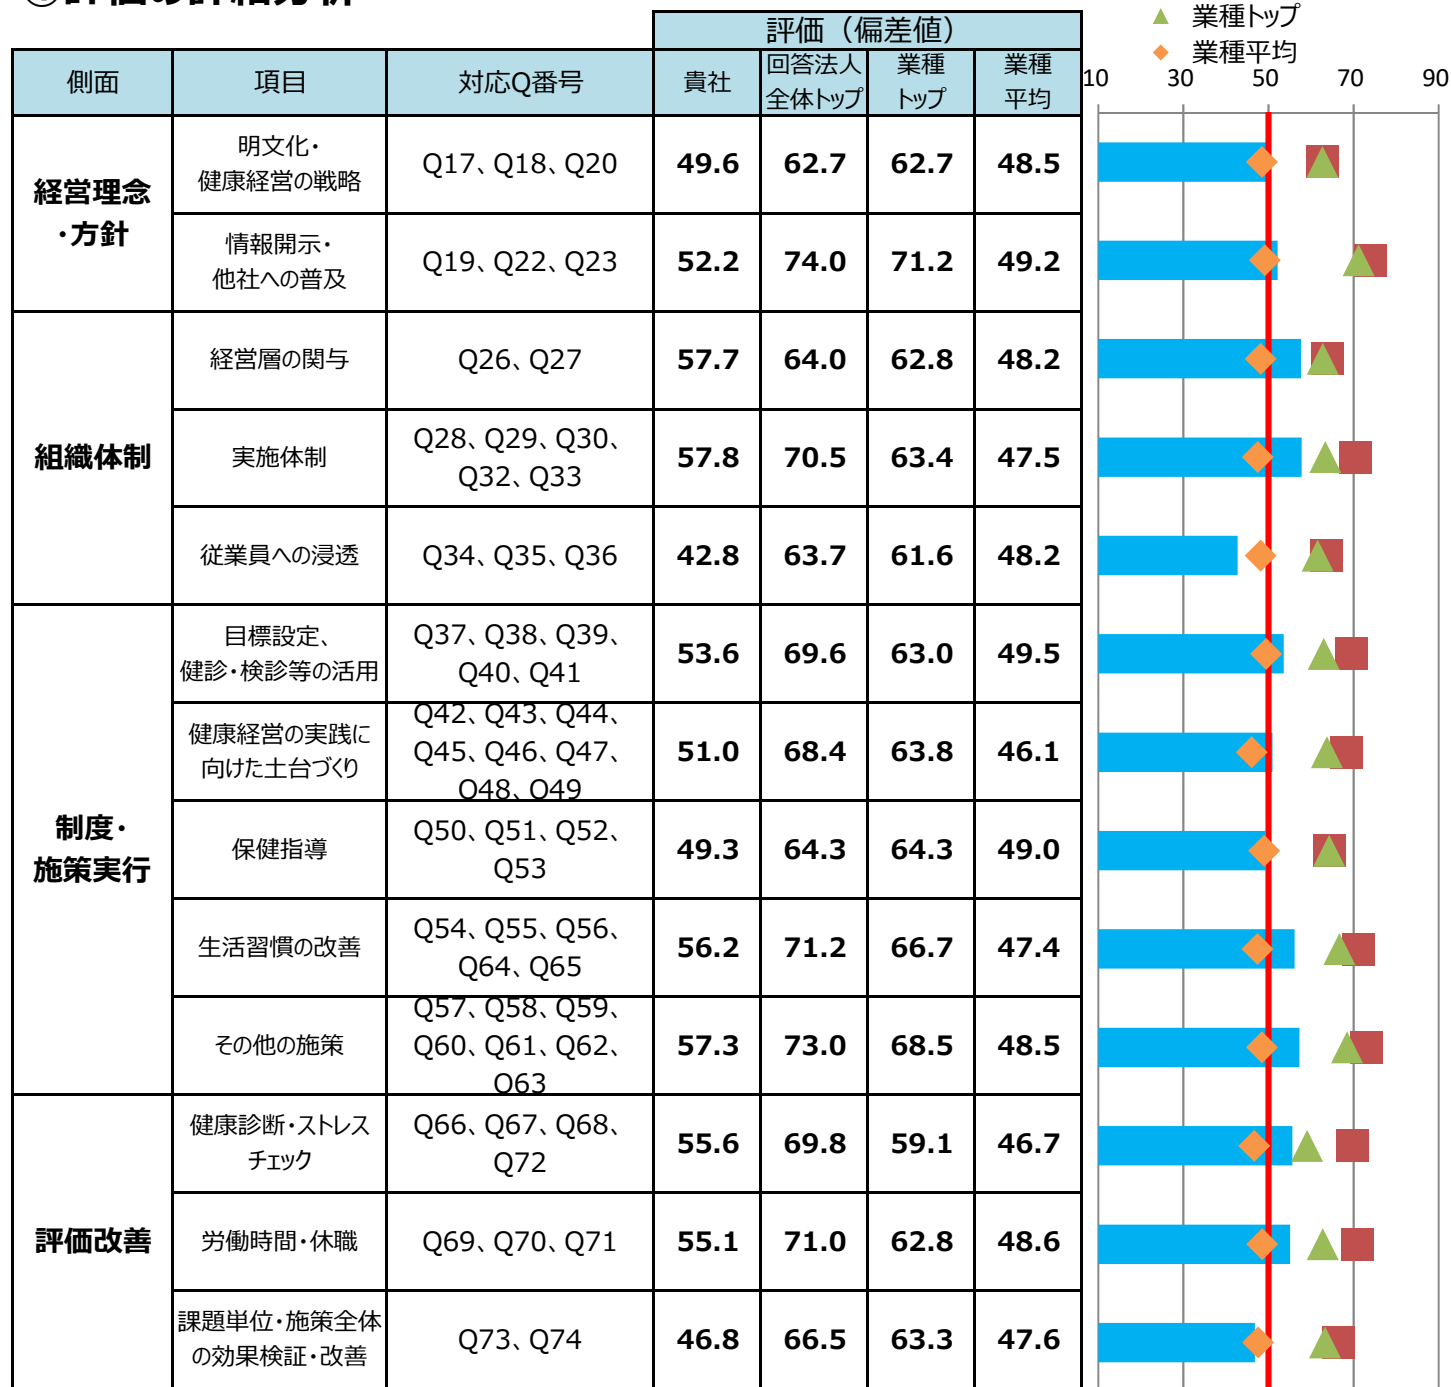 ①評価の詳細分析
▲ 業種トップ
◆ 業種平均
評価（偏差値）
側面 項目 対応Q番号 貴社 回答法人 業種 業種
全体トップ トップ 平均
10 30 50 70 90
経営理念
・方針
明文化・
健康経営の戦略
Q17、Q18、Q20
49.6 62.7 62.7 48.5
情報開示・
他社への普及
Q19、Q22、Q23
52.2 74.0 71.2 49.2
組織体制
経営層の関与
Q26、Q27
57.7 64.0 62.8 48.2
実施体制
Q28、Q29、Q30、
Q32、Q33
57.8 70.5 63.4 47.5
従業員への浸透
Q34、Q35、Q36
42.8 63.7 61.6 48.2
制度・
施策実行
目標設定、
健診・検診等の活用
Q37、Q38、Q39、
Q40、Q41
53.6 69.6 63.0 49.5
健康経営の実践に
向けた土台づくり
Q42、Q43、Q44、
Q45、Q46、Q47、
Q48、Q49
51.0 68.4 63.8 46.1
保健指導
Q50、Q51、Q52、
Q53
49.3 64.3 64.3 49.0
生活習慣の改善
Q54、Q55、Q56、
Q64、Q65
56.2 71.2 66.7 47.4
その他の施策
Q57、Q58、Q59、
Q60、Q61、Q62、
Q63
57.3 73.0 68.5 48.5
評価改善
健康診断・ストレス
チェック
Q66、Q67、Q68、
Q72
55.6 69.8 59.1 46.7
労働時間・休職
Q69、Q70、Q71
55.1 71.0 62.8 48.6
課題単位・施策全体
の効果検証・改善
Q73、Q74
46.8 66.5 63.3 47.6